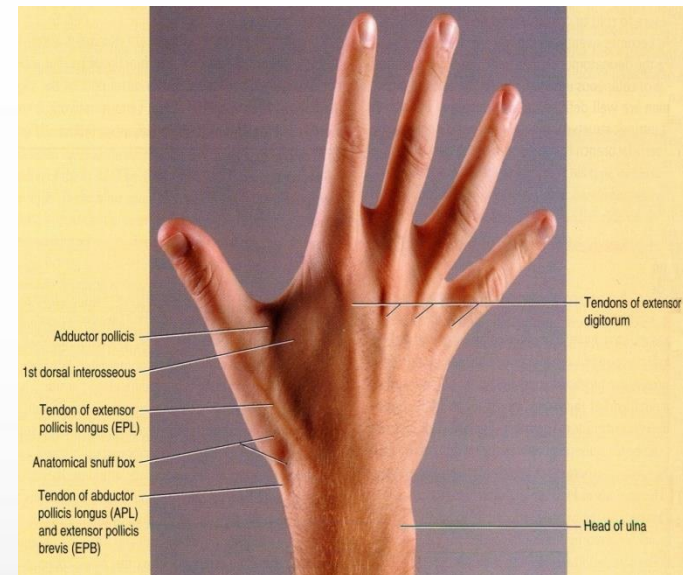 Adductor pollicis
1st dorsal interosseous
Tendon of extensor
pollicis longus (EPL)
Anatomical snuff box
Tendon of abductor
pollicis longus (APL)
and extensor pollicis
brevis (EPB)
Tendons of extensor
digitorum
Head of ulna